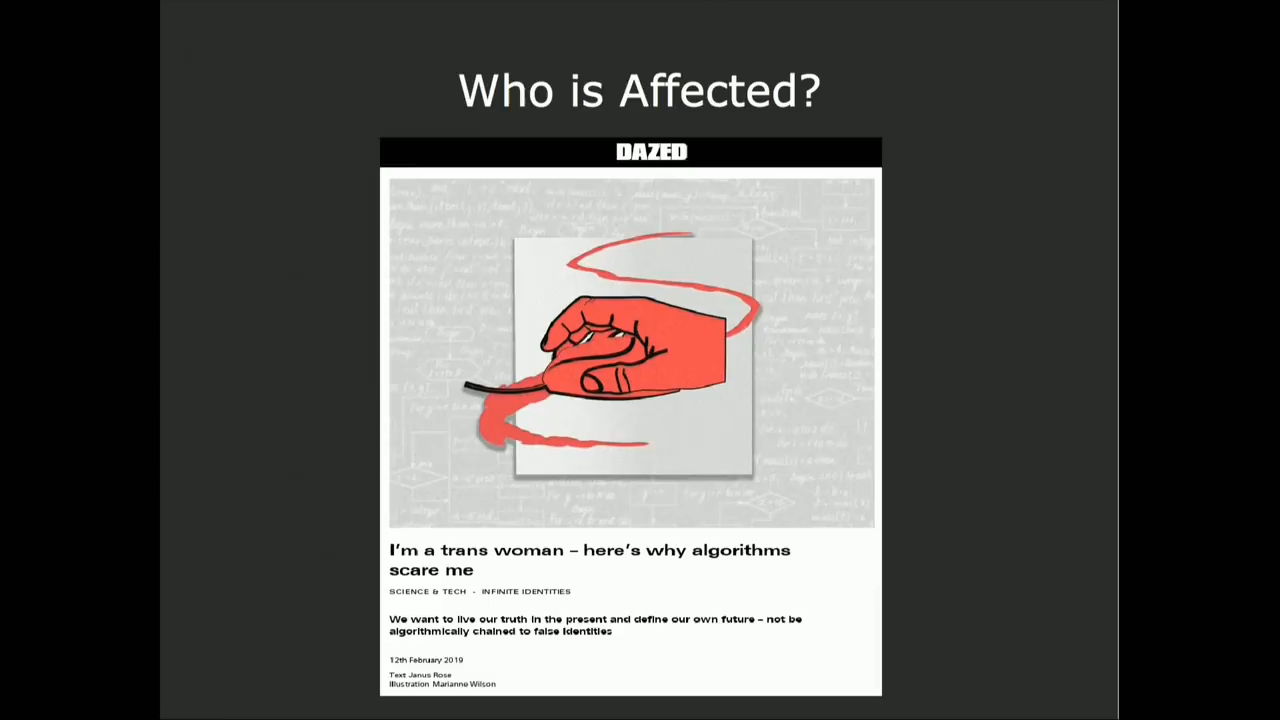 Who is Affected?
DAZED
I'm a trans woman – here's why algorithms
scare me
SCIENCE & TECH - INFINITE IDENTITIES
We want to live our truth in the present and define our own future – not be
algorithmically chained to false identities
12th February 2019
Text Janus Rose
Illustration Marianne Wilson